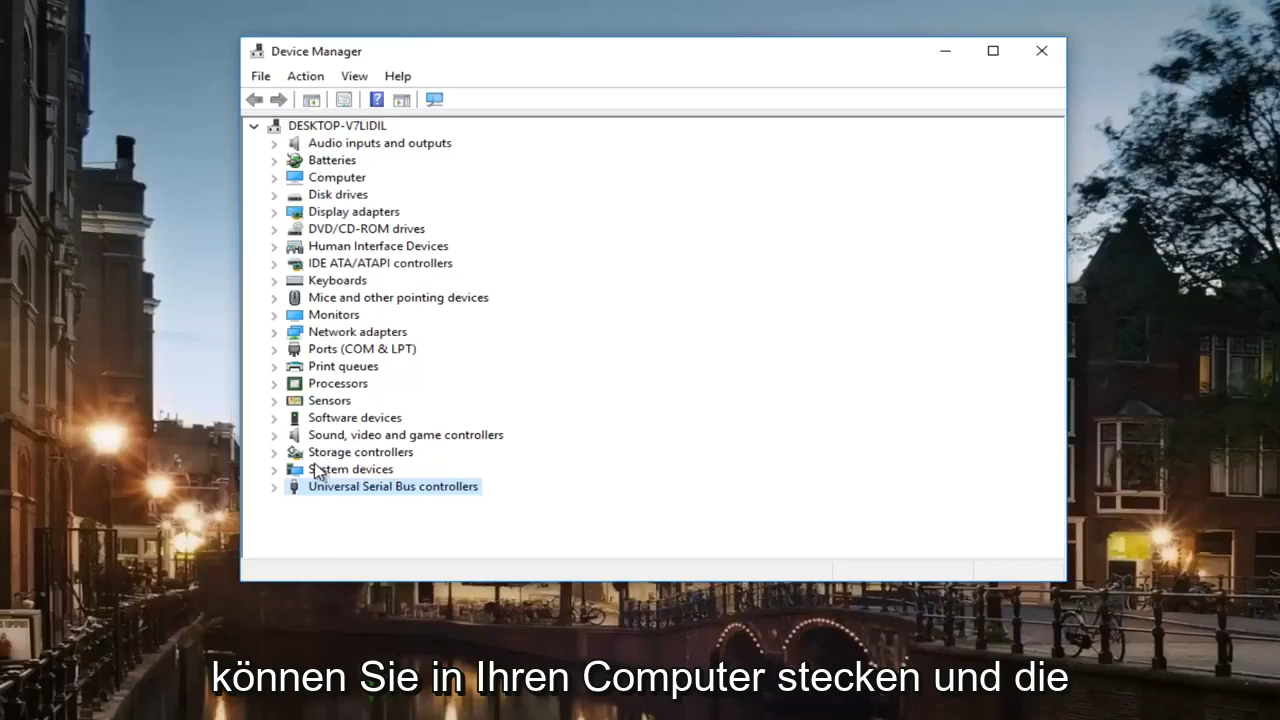 Device Manager
File Action View Help
DESKTOP-V7LIDIL
Audio inputs and outputs
Batteries
Computer
Disk drives
Display adapters
DVD/CD-ROM drives
Human Interface Devices
IDE ATA/ATAPI controllers
Keyboards
Mice and other pointing devices
Monitors
Network adapters
Ports (COM & LPT)
Print queues
Processors
Sensors
Software devices
Sound, video and game controllers
Storage controllers
System devices
Universal Serial Bus controllers
können Sie in Ihren Computer stecken und die